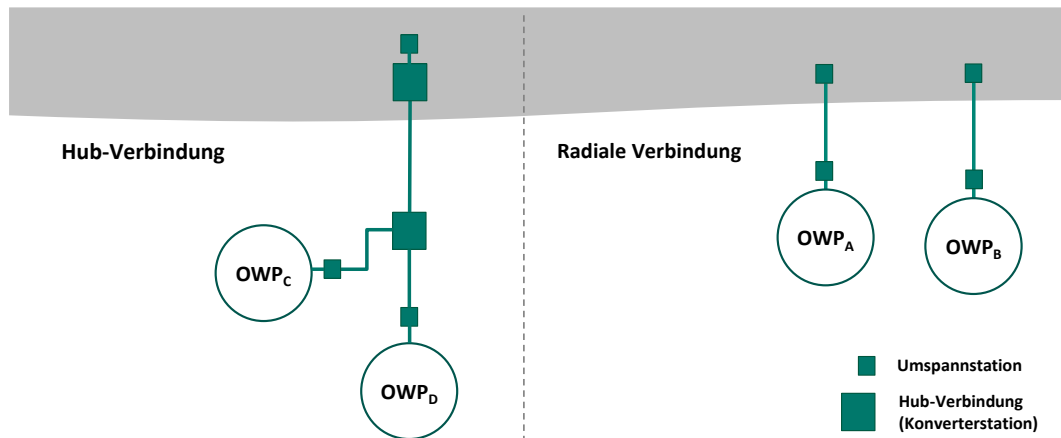 Hub-Verbindung
Radiale Verbindung
OWP_C
OWP_D
OWP_A
OWP_B
Umspannstation
Hub-Verbindung
(Konverterstation)